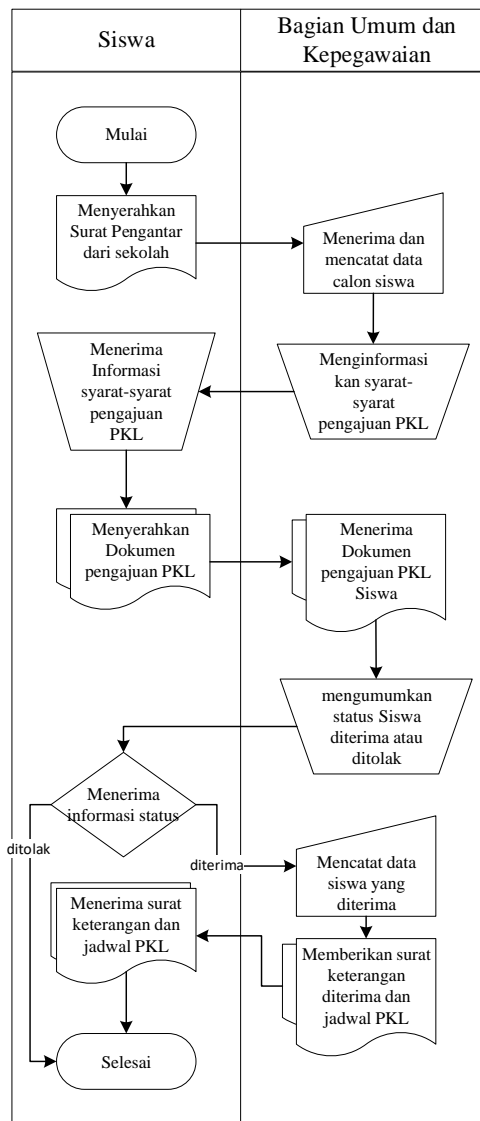 Siswa
Bagian Umum dan
Kepegawaian
Mulai
Menyerahkan
Surat Pengantar
dari sekolah
Menerima dan
mencatat data
calon siswa
Menginformasi
kan syarat-
syarat
pengajuan PKL
Menerima
Informasi
syarat-syarat
pengajuan
PKL
Menyerahkan
Dokumen
pengajuan PKL
Menerima
Dokumen
pengajuan PKL
Siswa
mengumumkan
status Siswa
diterima atau
ditolak
Menerima
informasi status
ditolak
diterima
Mencatat data
siswa yang
diterima
Memberikan surat
keterangan
diterima dan
jadwal PKL
Menerima surat
keterangan dan
jadwal PKL
Selesai